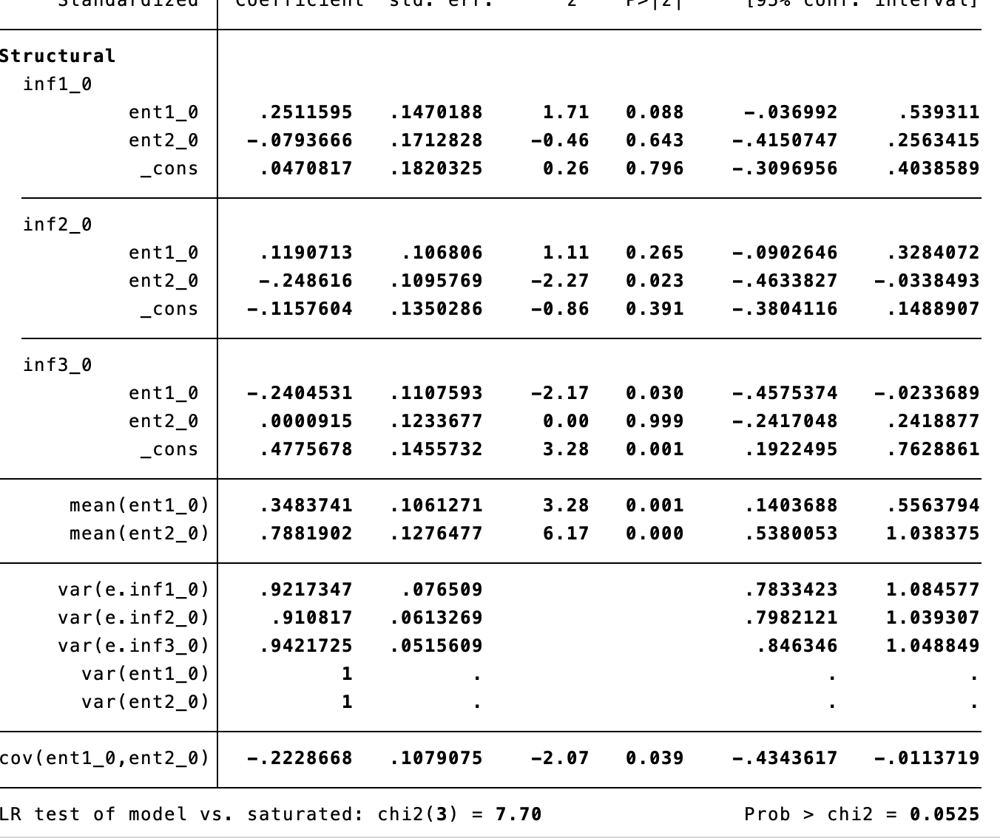 Standardized Coefficient std. err. z P>|z| [95% conf. interval]
Structural
inf1_0
ent1_0 .2511595 .1470188 1.71 0.088 -.036992 .539311
ent2_0 -.0793666 .1712828 -0.46 0.643 -.4150747 .2563415
_cons .0470817 .1820325 0.26 0.796 -.3096956 .4038589
inf2_0
ent1_0 .1190713 .106806 1.11 0.265 -.0902646 .3284072
ent2_0 -.248616 .1095769 -2.27 0.023 -.4633827 -.0338493
_cons -.1157604 .1350286 -0.86 0.391 -.3804116 .1488907
inf3_0
ent1_0 -.2404531 .1107593 -2.17 0.030 -.4575374 -.0233689
ent2_0 .0000915 .1233677 0.00 0.999 -.2417048 .2418877
_cons .4775678 .1455732 3.28 0.001 .1922495 .7628861
mean(ent1_0) .3483741 .1061271 3.28 0.001 .1403688 .5563794
mean(ent2_0) .7881902 .1276477 6.17 0.000 .5380053 1.038375
var(e.inf1_0) .9217347 .076509 .7833423 1.084577
var(e.inf2_0) .910817 .0613269 .7982121 1.039307
var(e.inf3_0) .9421725 .0515609 .846346 1.048849
var(ent1_0) 1 . . .
var(ent2_0) 1 . . .
cov(ent1_0,ent2_0) -.2228668 .1079075 -2.07 0.039 -.4343617 -.0113719
LR test of model vs. saturated: chi2(3) = 7.70 Prob > chi2 = 0.0525